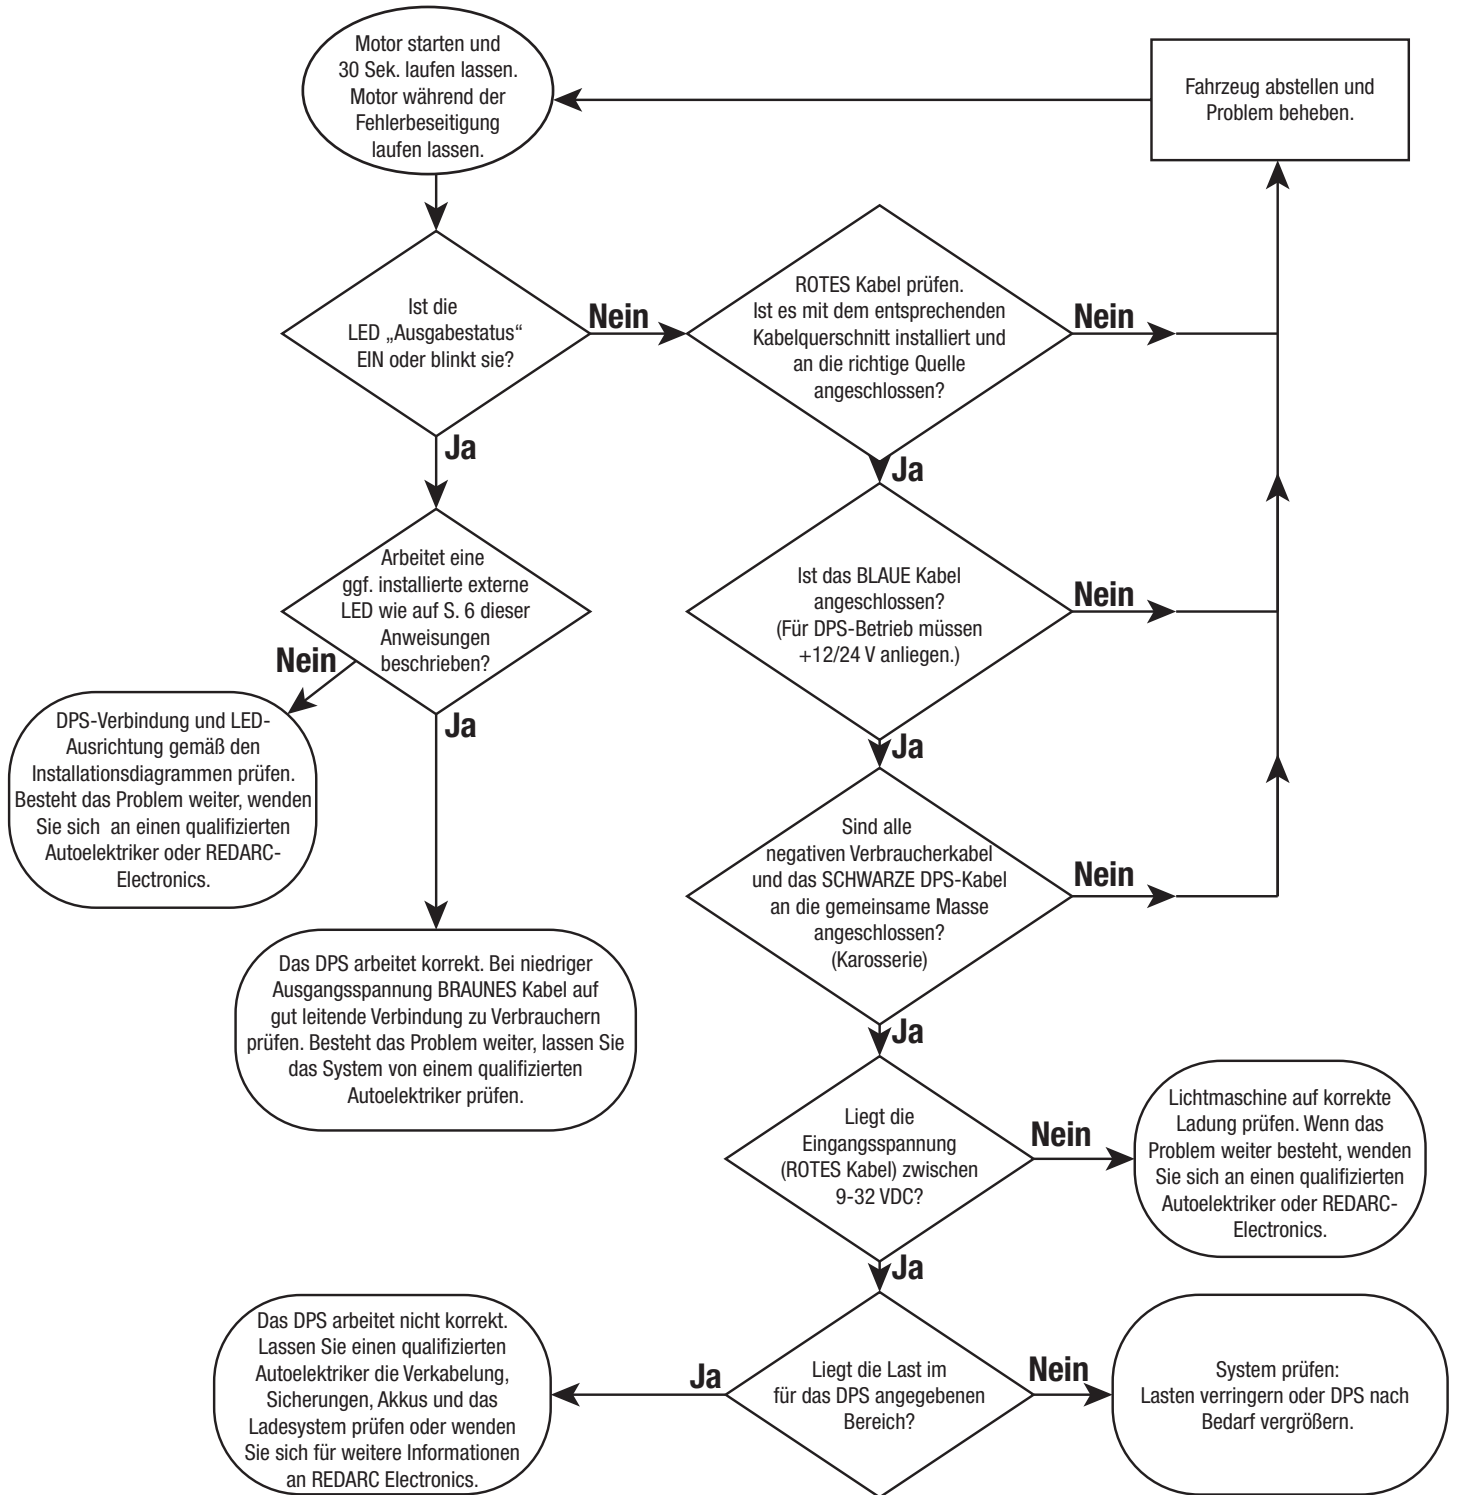 Motor starten und
30 Sek. laufen lassen.
Motor während der
Fehlerbeseitigung
laufen lassen.
Fahrzeug abstellen und
Problem beheben.
Ist die
LED „Ausgabestatus“
EIN oder blinkt sie?
Nein
ROTES Kabel prüfen.
Ist es mit dem entsprechenden
Kabelquerschnitt installiert und
an die richtige Quelle
angeschlossen?
Nein
Ja
Ja
Arbeitet eine
ggf. installierte externe
LED wie auf S. 6 dieser
Anweisungen
beschrieben?
Nein
Ja
Ist das BLAUE Kabel
angeschlossen?
(Für DPS-Betrieb müssen
+12/24 V anliegen.)
Nein
Ja
DPS-Verbindung und LED-
Ausrichtung gemäß den
Installationsdiagrammen prüfen.
Besteht das Problem weiter, wenden
Sie sich  an einen qualifizierten
Autoelektriker oder REDARC-
Electronics.
Sind alle
negativen Verbraucherkabel
und das SCHWARZE DPS-Kabel
an die gemeinsame Masse
angeschlossen?
(Karosserie)
Nein
Ja
Das DPS arbeitet korrekt. Bei niedriger
Ausgangsspannung BRAUNES Kabel auf
gut leitende Verbindung zu Verbrauchern
prüfen. Besteht das Problem weiter, lassen Sie
das System von einem qualifizierten
Autoelektriker prüfen.
Liegt die
Eingangsspannung
(ROTES Kabel) zwischen
9-32 VDC?
Nein
Ja
Lichtmaschine auf korrekte
Ladung prüfen. Wenn das
Problem weiter besteht, wenden
Sie sich an einen qualifizierten
Autoelektriker oder REDARC-
Electronics.
Das DPS arbeitet nicht korrekt.
Lassen Sie einen qualifizierten
Autoelektriker die Verkabelung,
Sicherungen, Akkus und das
Ladesystem prüfen oder wenden
Sie sich für weitere Informationen
an REDARC Electronics.
Ja
Liegt die Last im
für das DPS angegebenen
Bereich?
Nein
System prüfen:
Lasten verringern oder DPS nach
Bedarf vergrößern.